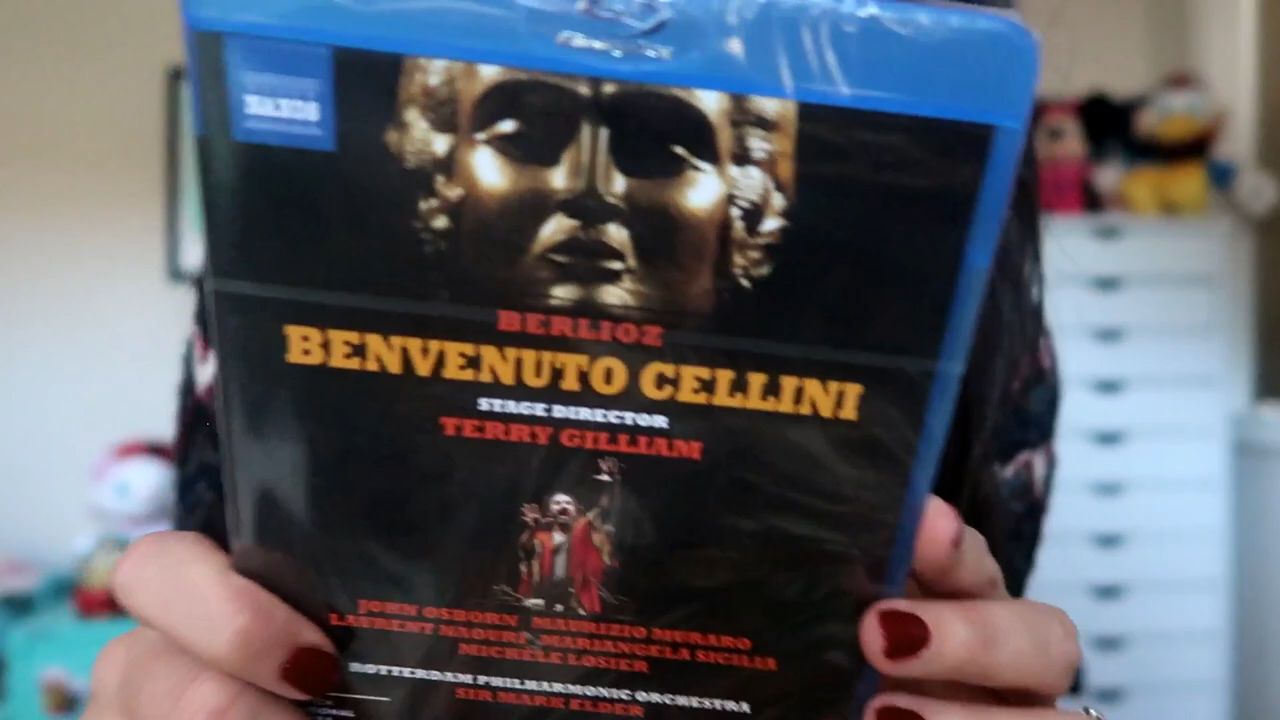 NAXOS
BERLIOZ
BENVENUTO CELLINI
STAGE DIRECTOR
TERRY GILLIAM
JOHN OSBORN MAURIZIO MURARO
LAURENT NAOURI MARIANGELA SICILIA
MICHÈLE LOSIER
ROTTERDAM PHILHARMONIC ORCHESTRA
SIR MARK ELDER